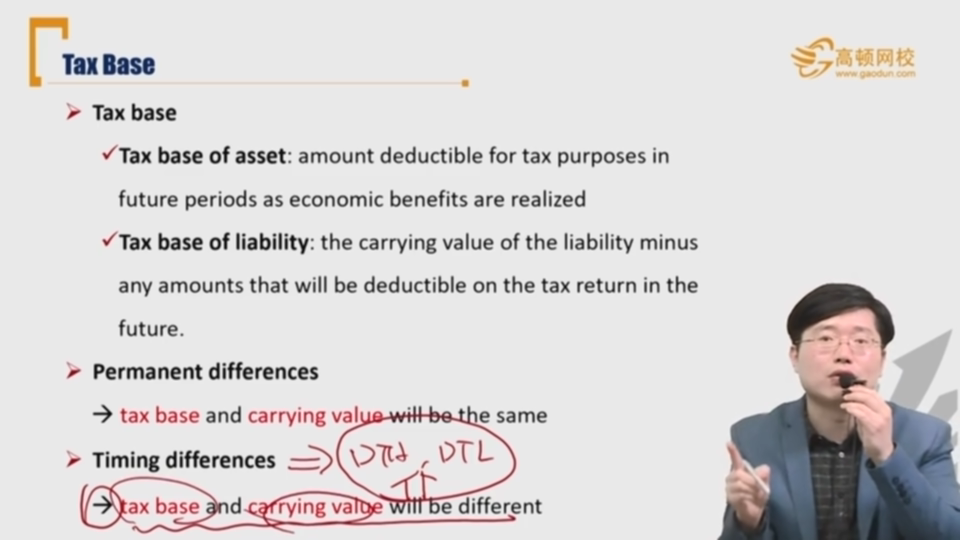 Tax Base
高顿网校
www.gaodun.com
Tax base
Tax base of asset: amount deductible for tax purposes in
future periods as economic benefits are realized
Tax base of liability: the carrying value of the liability minus
any amounts that will be deductible on the tax return in the
future.
Permanent differences
→ tax base and carrying value will be the same
Timing differences ⇒ DTA, DTL
→ tax base and carrying value will be different